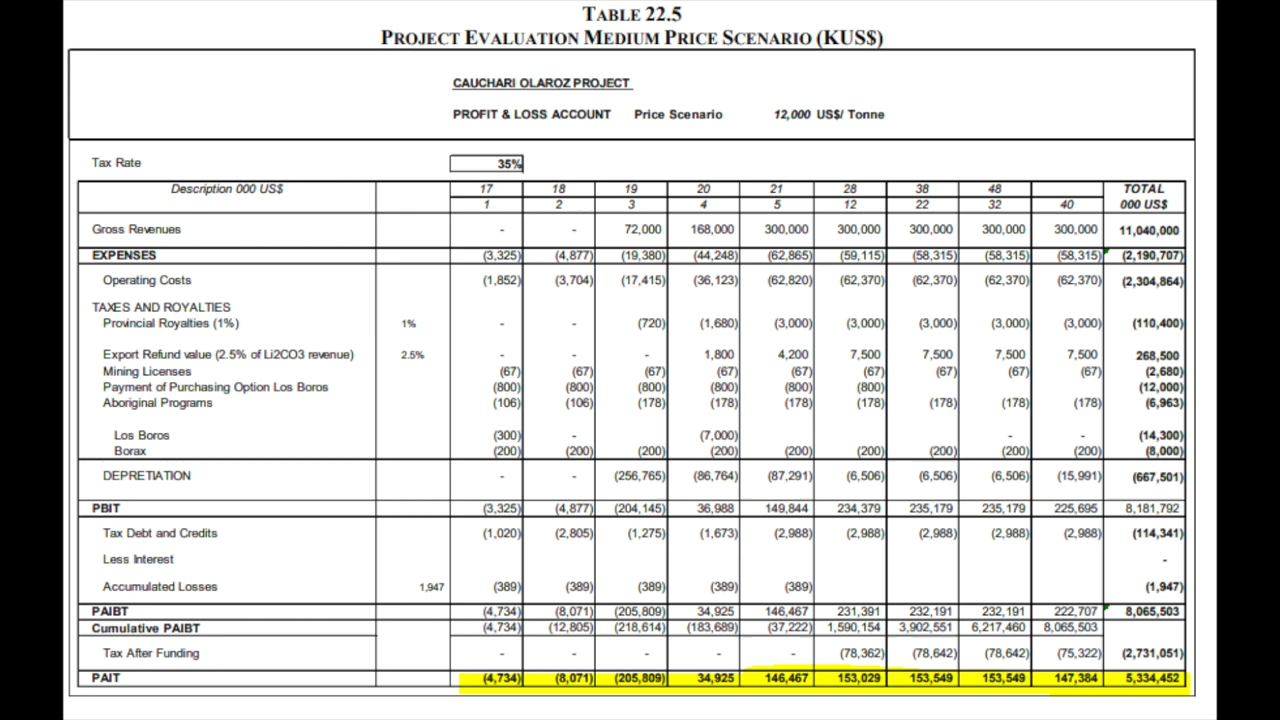 TABLE 22.5
PROJECT EVALUATION MEDIUM PRICE SCENARIO (KUS$)
CAUCHARI OLAROZ PROJECT
PROFIT & LOSS ACCOUNT Price Scenario 12,000 US$/ Tonne
Tax Rate 35%
Description 000 US$ 17 18 19 20 21 28 38 48 TOTAL
1 2 3 4 5 12 22 32 40 000 US$
Gross Revenues - - 72,000 168,000 300,000 300,000 300,000 300,000 300,000 11,040,000
EXPENSES (3,325) (4,877) (19,380) (44,248) (62,865) (59,115) (58,315) (58,315) (58,315) (2,190,707)
Operating Costs (1,852) (3,704) (17,415) (36,123) (62,820) (62,370) (62,370) (62,370) (62,370) (2,304,864)
TAXES AND ROYALTIES
Provincial Royalties (1%) 1% - - (720) (1,680) (3,000) (3,000) (3,000) (3,000) (3,000) (110,400)
Export Refund value (2.5% of Li2CO3 revenue) 2.5% - - - 1,800 4,200 7,500 7,500 7,500 7,500 268,500
Mining Licenses (67) (67) (67) (67) (67) (67) (67) (67) (67) (2,680)
Payment of Purchasing Option Los Boros (800) (800) (800) (800) (800) (800) (12,000)
Aboriginal Programs (106) (106) (178) (178) (178) (178) (178) (178) (178) (6,963)
Los Boros (300) - (7,000) - - (14,300)
Borax (200) (200) (200) (200) (200) (200) (200) (200) (200) (8,000)
DEPRETIATION - - (256,765) (86,764) (87,291) (6,506) (6,506) (6,506) (15,991) (667,501)
PBIT (3,325) (4,877) (204,145) 36,988 149,844 234,379 235,179 235,179 225,695 8,181,792
Tax Debt and Credits (1,020) (2,805) (1,275) (1,673) (2,988) (2,988) (2,988) (2,988) (2,988) (114,341)
Less Interest -
Accumulated Losses 1,947 (389) (389) (389) (389) (389) (1,947)
PAIBT (4,734) (8,071) (205,809) 34,925 146,467 231,391 232,191 232,191 222,707 8,065,503
Cumulative PAIBT (4,734) (12,805) (218,614) (183,689) (37,222) 1,590,154 3,902,551 6,217,460 8,065,503
Tax After Funding - - - - - (78,362) (78,642) (78,642) (75,322) (2,731,051)
PAIT (4,734) (8,071) (205,809) 34,925 146,467 153,029 153,549 153,549 147,384 5,334,452